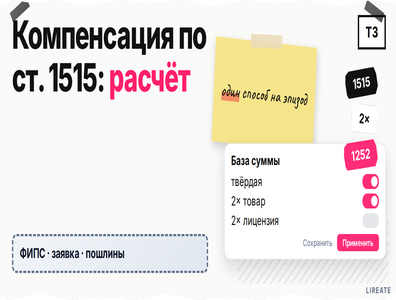 Компенсация по
ст. 1515: расчёт
ТЗ
один способ на эпизод
1515
2×
1252
База суммы
твёрдая
2× товар
2× лицензия
Сохранить
Применить
ФИПС · заявка · пошлины
LIREATE